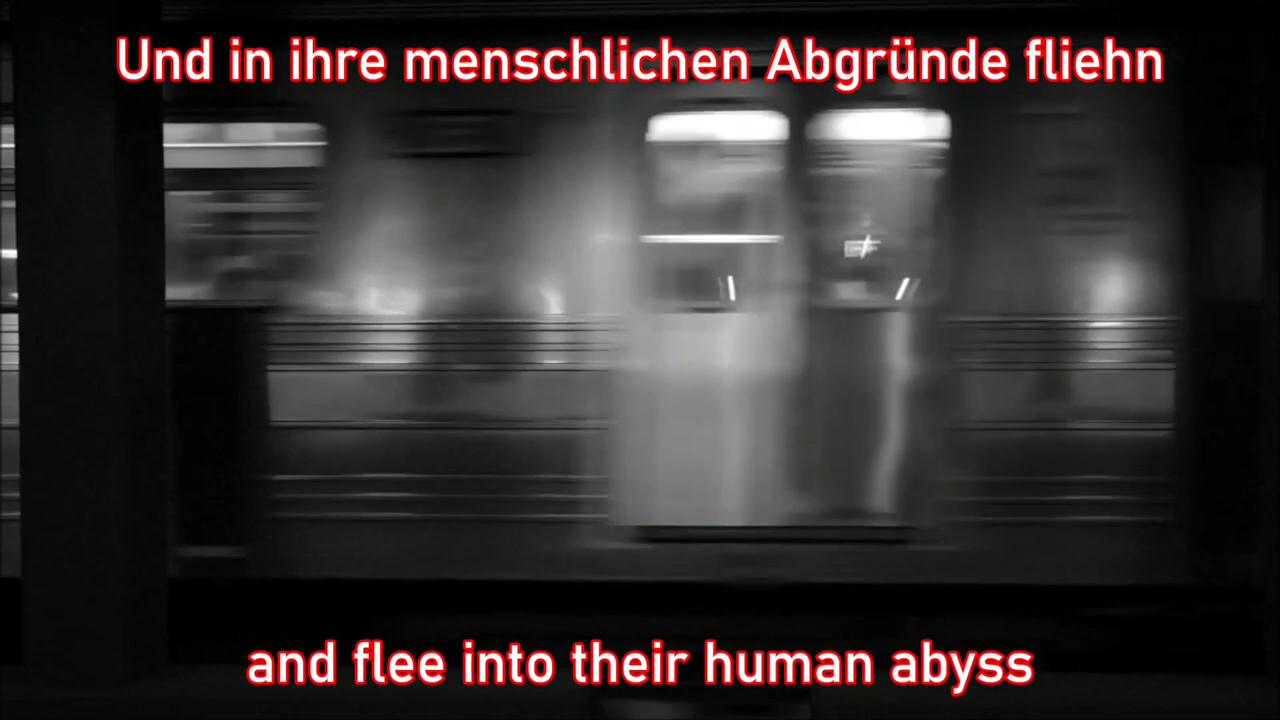 Und in ihre menschlichen Abgründe fliehn
and flee into their human abyss